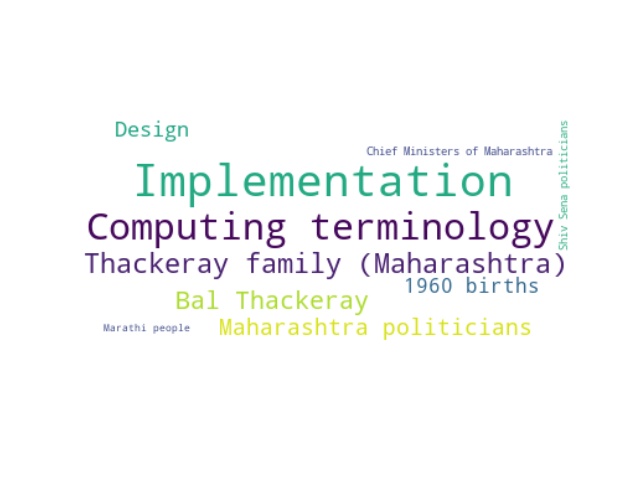 Design
Chief Ministers of Maharashtra
Shiv Sena politicians
Implementation
Computing terminology
Thackeray family (Maharashtra)
1960 births
Bal Thackeray
Marathi people
Maharashtra politicians